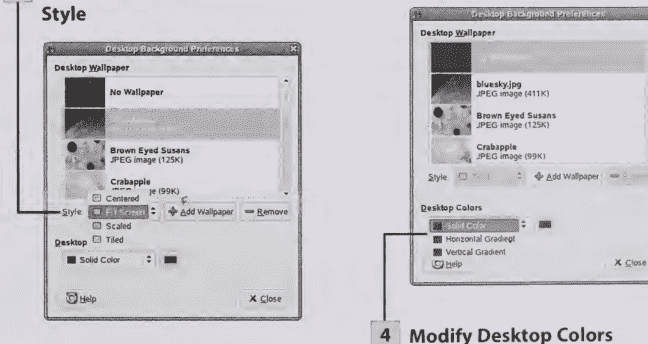 Style
Desktop Background Preferences
Desktop Wallpaper
No Wallpaper
Brown Eyed Susans
JPEG image (125K)
Crabapple
(99K)
Centered
Style: Fill Screen Add Wallpaper Remove
Scaled
Desktop
Tiled
Solid Color
Help Close
Desktop Background Preferences
Desktop Wallpaper
bluesky.jpg
JPEG image (411K)
Brown Eyed Susans
JPEG image (125K)
Crabapple
JPEG image (99K)
Style: Add Wallpaper
Desktop Colors
Solid Color
Horizontal Gradient
Vertical Gradient
Help Close
4 Modify Desktop Colors